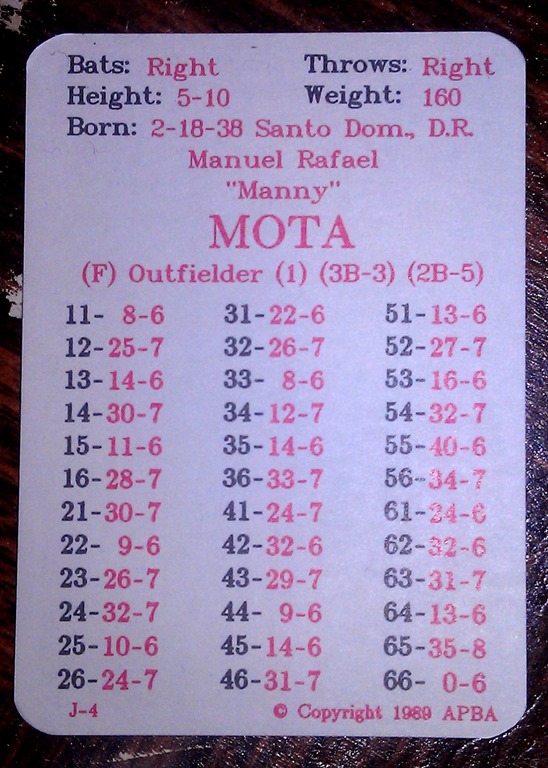 Bats: Right Throws: Right
Height: 5-10 Weight: 160
Born: 2-18-38 Santo Dom., D.R.
Manuel Rafael
"Manny"
MOTA
(F) Outfielder (1) (3B-3) (2B-5)
11- 8-6 31-22-6 51-13-6
12-25-7 32-26-7 52-27-7
13-14-6 33- 8-6 53-16-6
14-30-7 34-12-7 54-32-7
15-11-6 35-14-6 55-40-6
16-28-7 36-33-7 56-34-7
21-30-7 41-24-7 61-24-6
22- 9-6 42-32-6 62-32-6
23-26-7 43-29-7 63-31-7
24-32-7 44- 9-6 64-13-6
25-10-6 45-14-6 65-35-8
26-24-7 46-31-7 66- 0-6
J-4 © Copyright 1989 APBA